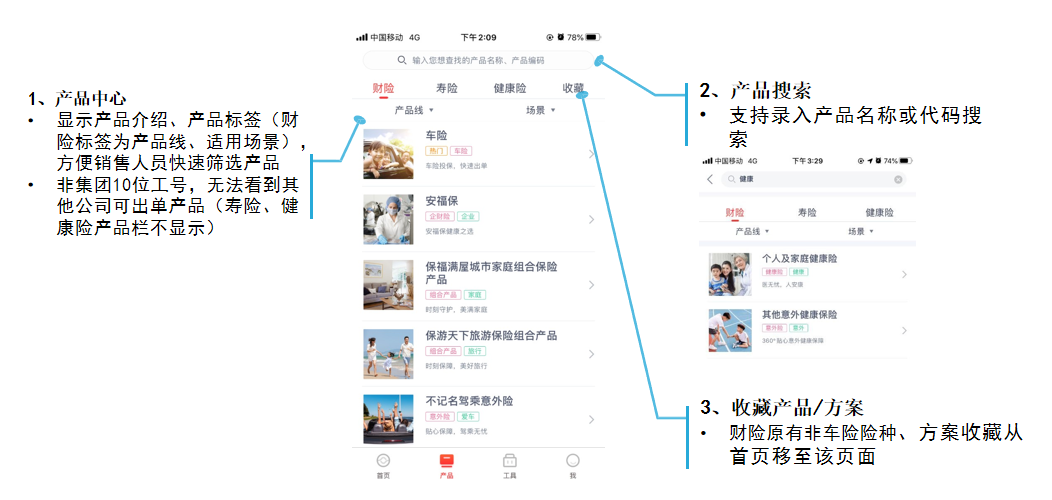 1、产品中心
• 显示产品介绍、产品标签（财
险标签为产品线、适用场景），
方便销售人员快速筛选产品
• 非集团10位工号，无法看到其
他公司可出单产品（寿险、健
康险产品栏不显示）
中国移动 4G 下午2:09 78%
输入您想查找的产品名称、产品编码
财险 寿险 健康险 收藏
产品线 ▼ 场景 ▼
车险
热门 车险
车险投保，快速出单
安福保
企财险 企业
安福保健康之选
保福满屋城市家庭组合保险
产品
组合产品 家庭
时刻守护，美满家庭
保游天下旅游保险组合产品
组合产品 旅行
时刻保障，美好旅行
不记名驾乘意外险
意外险 爱车
贴心保障，驾乘无忧
首页 产品 工具 我
2、产品搜索
• 支持录入产品名称或代码搜
索
中国移动 4G 下午3:29 74%
健康
财险 寿险 健康险
产品线 ▼ 场景 ▼
个人及家庭健康险
健康险 健康
医无忧，人安康
其他意外健康保险
意外险 意外
360°贴心意外健康保障
3、收藏产品/方案
• 财险原有非车险险种、方案收藏从
首页移至该页面